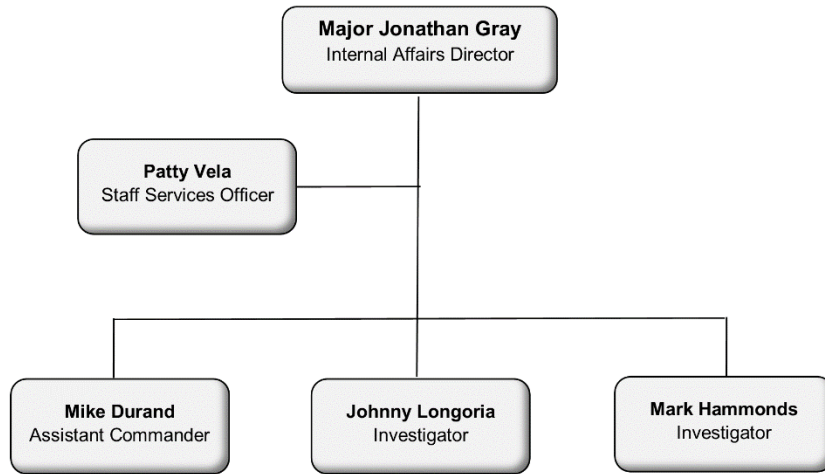 Major Jonathan Gray
Internal Affairs Director
Patty Vela
Staff Services Officer
Mike Durand
Assistant Commander
Johnny Longoria
Investigator
Mark Hammonds
Investigator